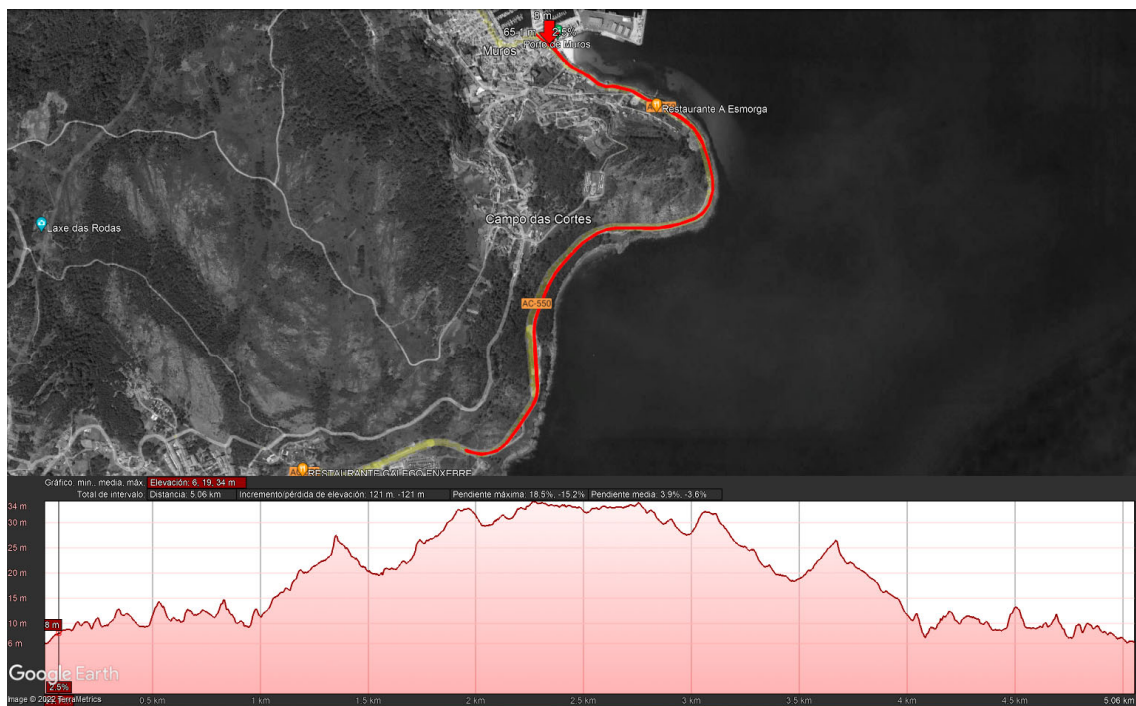 5 m
65.1 m 2.5%
Porto de Muros
Muros
Restaurante A Esmorga
Campo das Cortes
Laxe das Rodas
AC-550
RESTAURANTE GALEGO ENXEBRE
Gráfico, mín., media, máx. Elevación: 6, 19, 34 m
Total de intervalo: Distancia: 5.06 km Incremento/pérdida de elevación: 121 m, -121 m Pendiente máxima: 18.5%, -15.2% Pendiente media: 3.9%, -3.6%
34 m
30 m
25 m
20 m
15 m
10 m
8 m
6 m
Google Earth
2.5%
Image © 2022 TerraMetrics
0.5 km 1 km 1.5 km 2 km 2.5 km 3 km 3.5 km 4 km 4.5 km 5.06 km